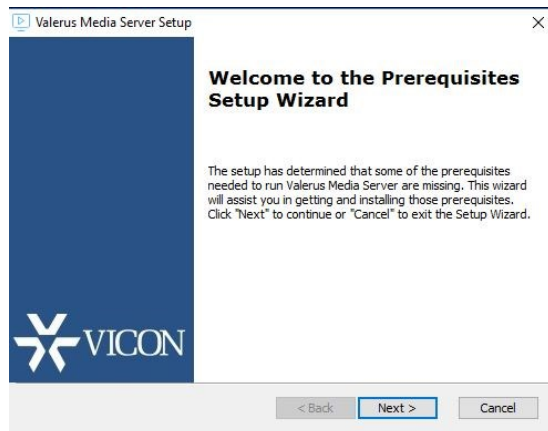 Valerus Media Server Setup
Welcome to the Prerequisites
Setup Wizard
The setup has determined that some of the prerequisites
needed to run Valerus Media Server are missing. This wizard
will assist you in getting and installing those prerequisites.
Click "Next" to continue or "Cancel" to exit the Setup Wizard.
VICON
< Back Next > Cancel